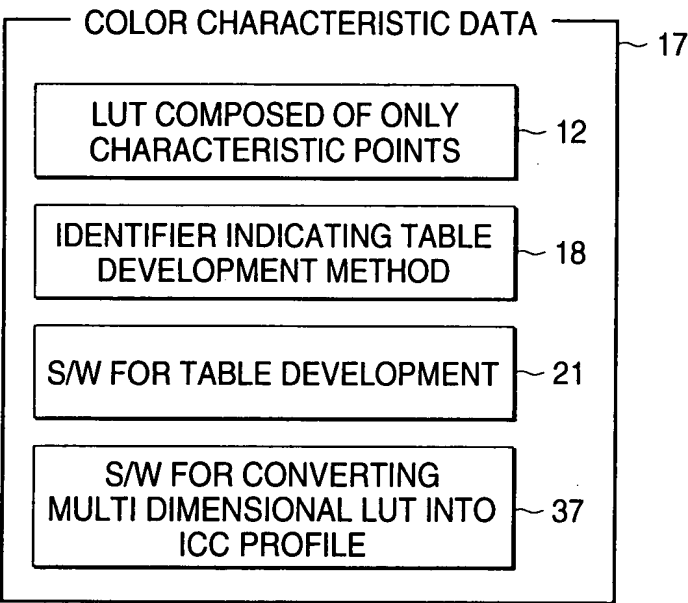 COLOR CHARACTERISTIC DATA
17
LUT COMPOSED OF ONLY
CHARACTERISTIC POINTS
12
IDENTIFIER INDICATING TABLE
DEVELOPMENT METHOD
18
S/W FOR TABLE DEVELOPMENT
21
S/W FOR CONVERTING
MULTI DIMENSIONAL LUT INTO
ICC PROFILE
37